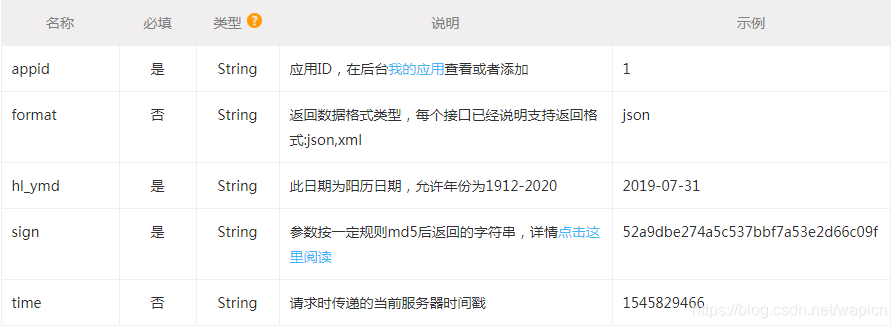 名称 必填 类型 ? 说明 示例
appid 是 String 应用ID，在后台我的应用查看或者添加 1
format 否 String 返回数据格式类型，每个接口已经说明支持返回格 json
式:json,xml
hl_ymd 是 String 此日期为阳历日期，允许年份为1912-2020 2019-07-31
sign 是 String 参数按一定规则md5后返回的字符串，详情点击这 52a9dbe274a5c537bbf7a53e2d66c09f
里阅读
time 否 String 请求时传递的当前服务器时间戳 1545829466
https://blog.csdn.net/wapicn